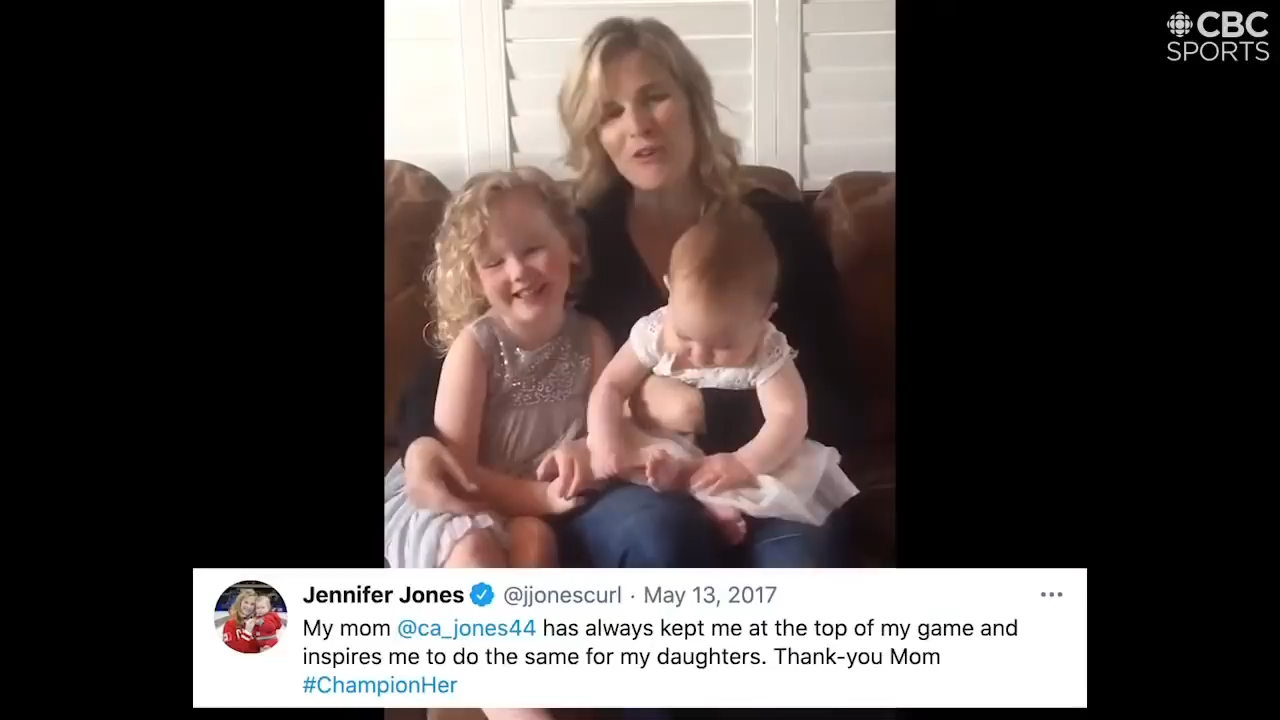 CBC
SPORTS
Jennifer Jones @jjonescurl · May 13, 2017
My mom @ca_jones44 has always kept me at the top of my game and
inspires me to do the same for my daughters. Thank-you Mom
#ChampionHer